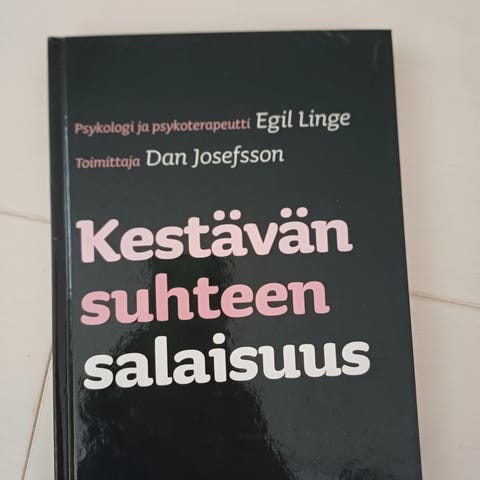 Psykologi ja psykoterapeutti Egil Linge
Toimittaja Dan Josefsson
Kestävän
suhteen
salaisuus